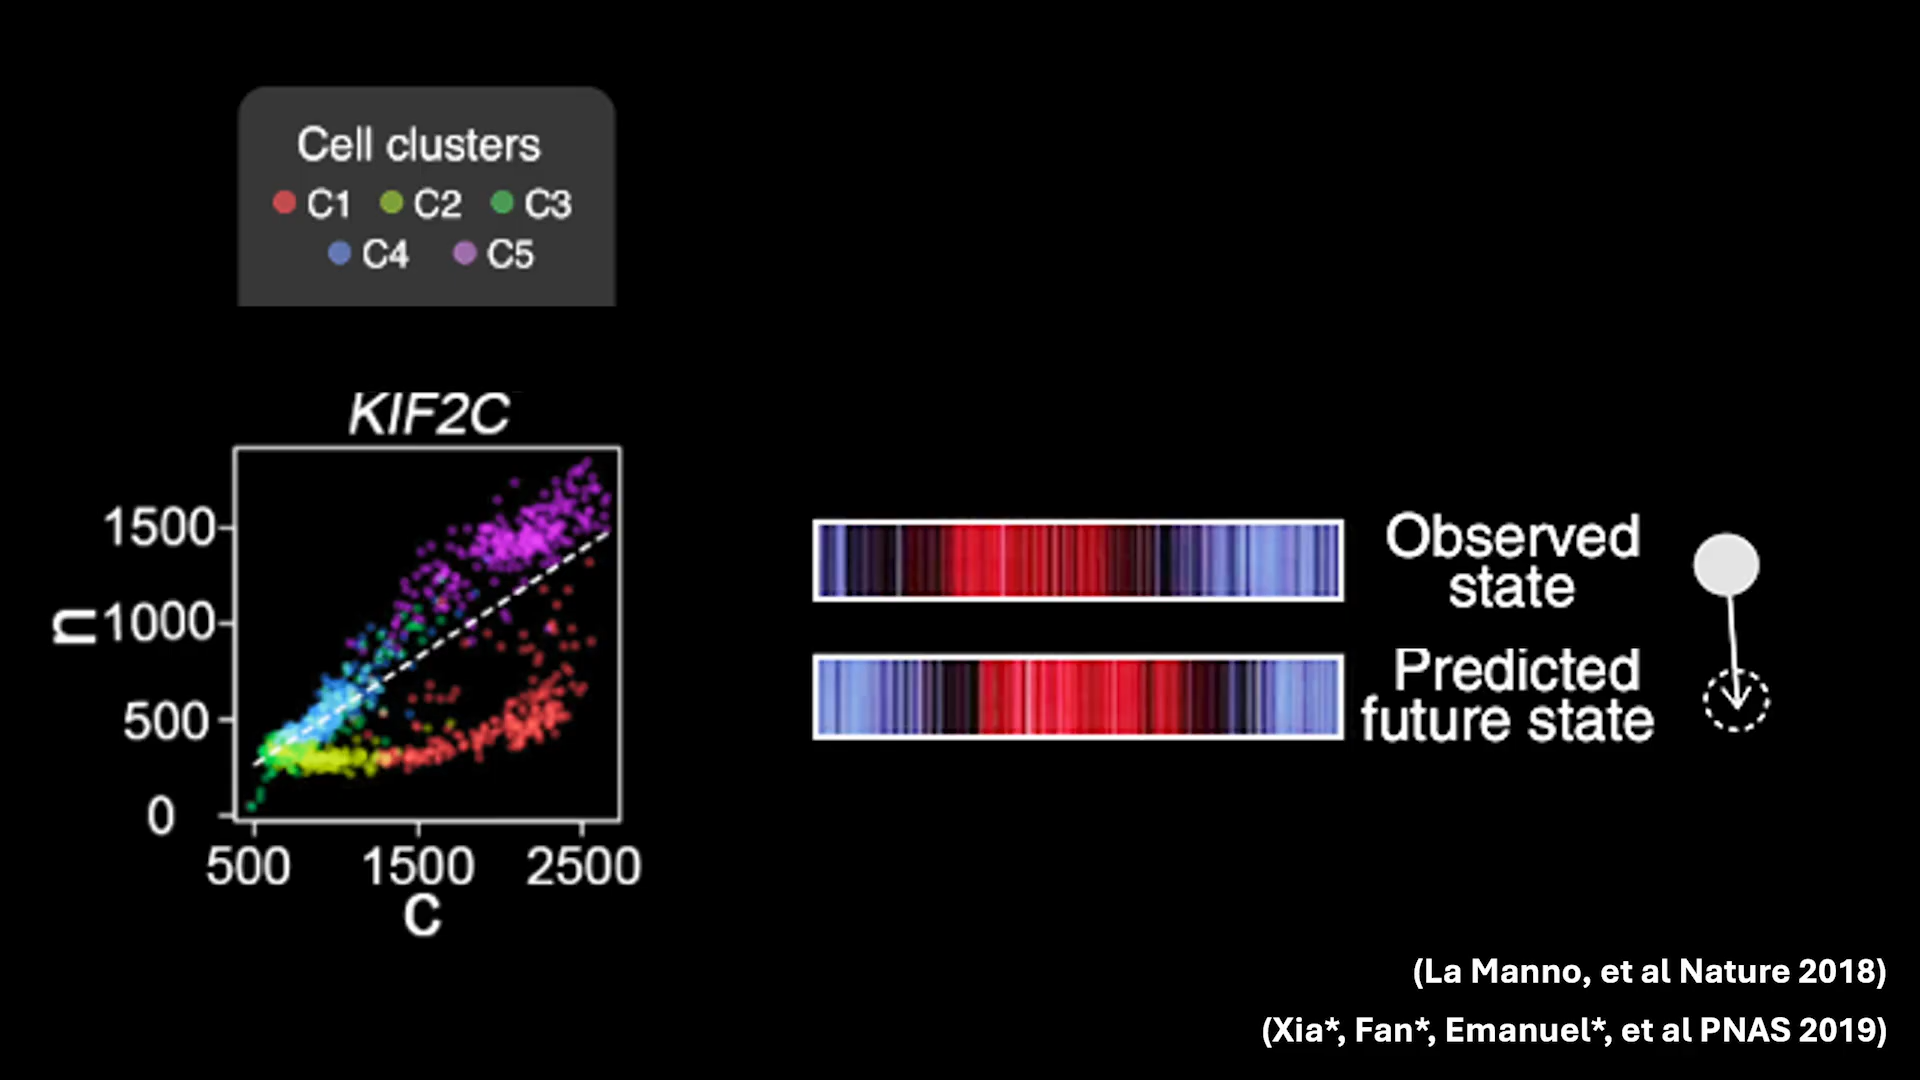 Cell clusters
C1 C2 C3
C4 C5
KIF2C
n
1500
1000
500
0
500 1500 2500
C
Observed
state
Predicted
future state
(La Manno, et al Nature 2018)
(Xia*, Fan*, Emanuel*, et al PNAS 2019)